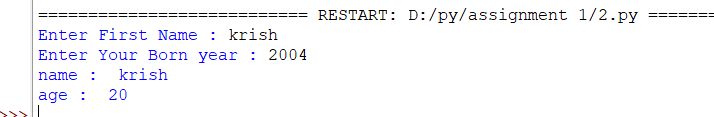 =========================== RESTART: D:/py/assignment 1/2.py =======
Enter First Name : krish
Enter Your Born year : 2004
name :  krish
age :  20
>>>